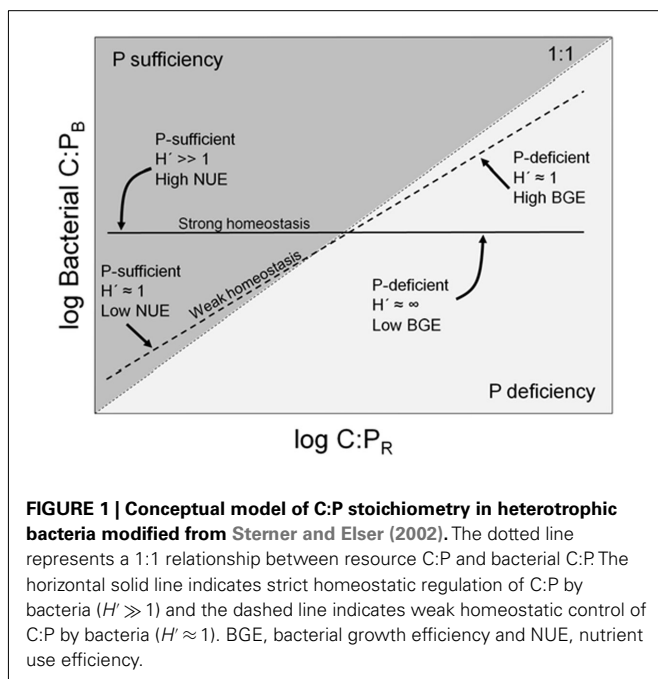 P sufficiency
1:1
P-sufficient
H´ >> 1
High NUE
P-deficient
H´ ≈ 1
High BGE
Strong homeostasis
P-sufficient
H´ ≈ 1
Low NUE
Weak homeostasis
P-deficient
H´ ≈ ∞
Low BGE
P deficiency
log Bacterial C:P_B
log C:P_R
FIGURE 1 | Conceptual model of C:P stoichiometry in heterotrophic
bacteria modified from Sterner and Elser (2002). The dotted line
represents a 1:1 relationship between resource C:P and bacterial C:P. The
horizontal solid line indicates strict homeostatic regulation of C:P by
bacteria (H′ ≫ 1) and the dashed line indicates weak homeostatic control of
C:P by bacteria (H′ ≈ 1). BGE, bacterial growth efficiency and NUE, nutrient
use efficiency.